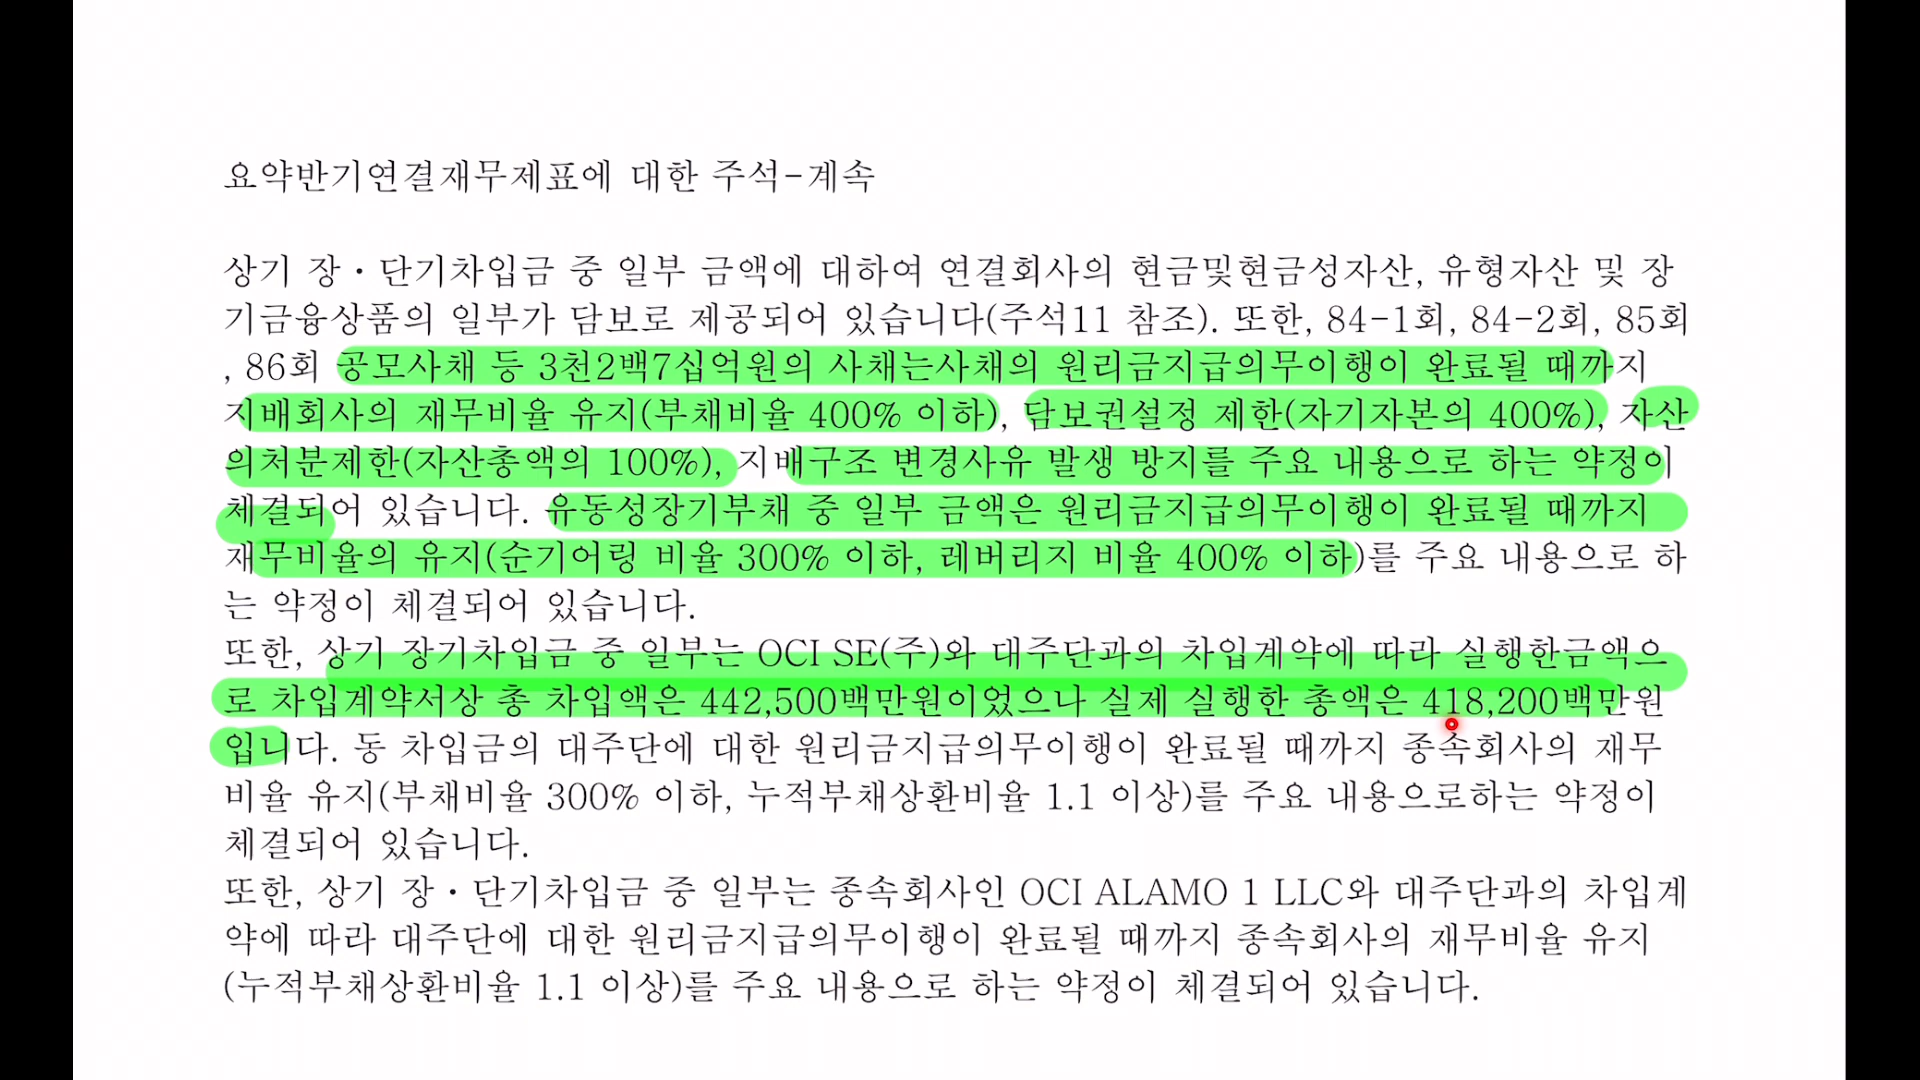 요약반기연결재무제표에 대한 주석-계속
상기 장·단기차입금 중 일부 금액에 대하여 연결회사의 현금및현금성자산, 유형자산 및 장
기금융상품의 일부가 담보로 제공되어 있습니다(주석11 참조). 또한, 84-1회, 84-2회, 85회
, 86회 공모사채 등 3천2백7십억원의 사채는사채의 원리금지급의무이행이 완료될 때까지
지배회사의 재무비율 유지(부채비율 400% 이하), 담보권설정 제한(자기자본의 400%), 자산
의처분제한(자산총액의 100%), 지배구조 변경사유 발생 방지를 주요 내용으로 하는 약정이
체결되어 있습니다. 유동성장기부채 중 일부 금액은 원리금지급의무이행이 완료될 때까지
재무비율의 유지(순기어링 비율 300% 이하, 레버리지 비율 400% 이하)를 주요 내용으로 하
는 약정이 체결되어 있습니다.
또한, 상기 장기차입금 중 일부는 OCI SE(주)와 대주단과의 차입계약에 따라 실행한금액으
로 차입계약서상 총 차입액은 442,500백만원이었으나 실제 실행한 총액은 418,200백만원
입니다. 동 차입금의 대주단에 대한 원리금지급의무이행이 완료될 때까지 종속회사의 재무
비율 유지(부채비율 300% 이하, 누적부채상환비율 1.1 이상)를 주요 내용으로하는 약정이
체결되어 있습니다.
또한, 상기 장·단기차입금 중 일부는 종속회사인 OCI ALAMO 1 LLC와 대주단과의 차입계
약에 따라 대주단에 대한 원리금지급의무이행이 완료될 때까지 종속회사의 재무비율 유지
(누적부채상환비율 1.1 이상)를 주요 내용으로 하는 약정이 체결되어 있습니다.